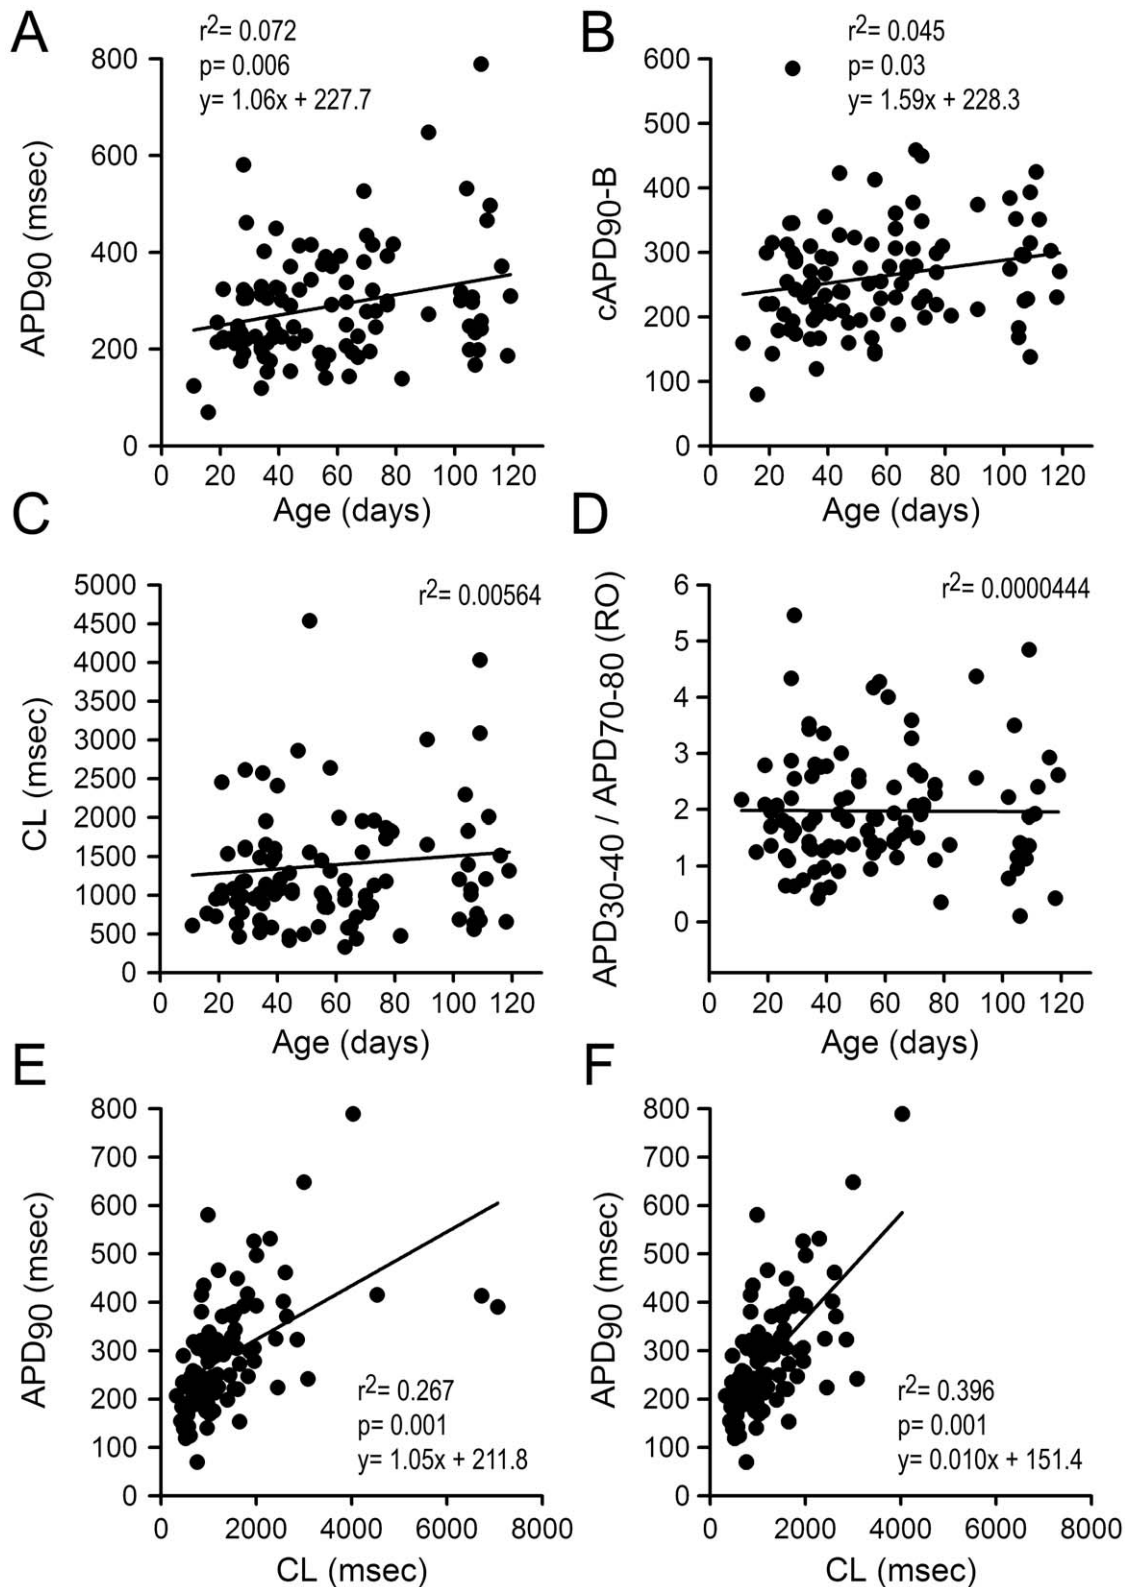 A
r2= 0.072
p= 0.006
y= 1.06x + 227.7
APD90 (msec)
800
600
400
200
0
0 20 40 60 80 100 120
Age (days)
B
r2= 0.045
p= 0.03
y= 1.59x + 228.3
cAPD90-B
600
500
400
300
200
100
0
0 20 40 60 80 100 120
Age (days)
C
r2= 0.00564
CL (msec)
5000
4500
4000
3500
3000
2500
2000
1500
1000
500
0
0 20 40 60 80 100 120
Age (days)
D
r2= 0.0000444
APD30-40 / APD70-80 (RO)
6
5
4
3
2
1
0
0 20 40 60 80 100 120
Age (days)
E
APD90 (msec)
800
700
600
500
400
300
200
100
0
r2= 0.267
p= 0.001
y= 1.05x + 211.8
0 2000 4000 6000 8000
CL (msec)
F
APD90 (msec)
800
700
600
500
400
300
200
100
0
r2= 0.396
p= 0.001
y= 0.010x + 151.4
0 2000 4000 6000 8000
CL (msec)